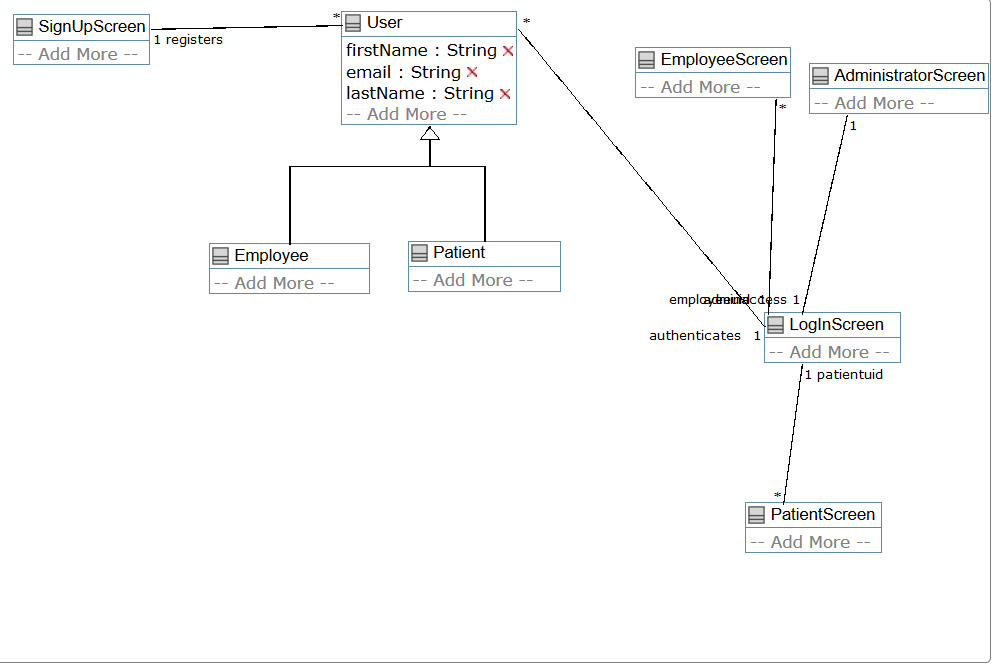 SignUpScreen
-- Add More --
1 registers
*
User
firstName : String
email : String
lastName : String
-- Add More --
*
EmployeeScreen
-- Add More --
*
AdministratorScreen
-- Add More --
1
Employee
-- Add More --
Patient
-- Add More --
1
authenticates 1
LogInScreen
-- Add More --
1 patientuid
*
PatientScreen
-- Add More --